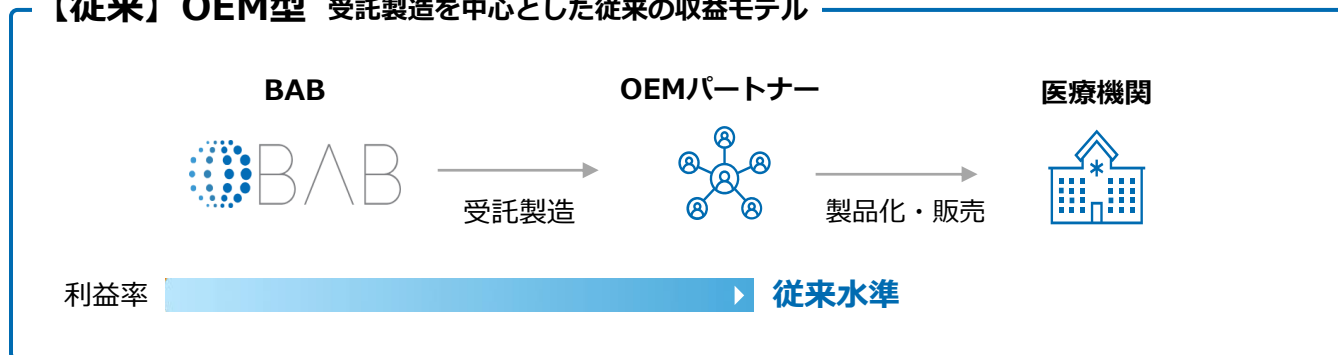 【従来】OEM型 受託製造を中心とした従来の収益モデル
BAB
OEMパートナー
医療機関
BAB
受託製造
製品化・販売
利益率
従来水準